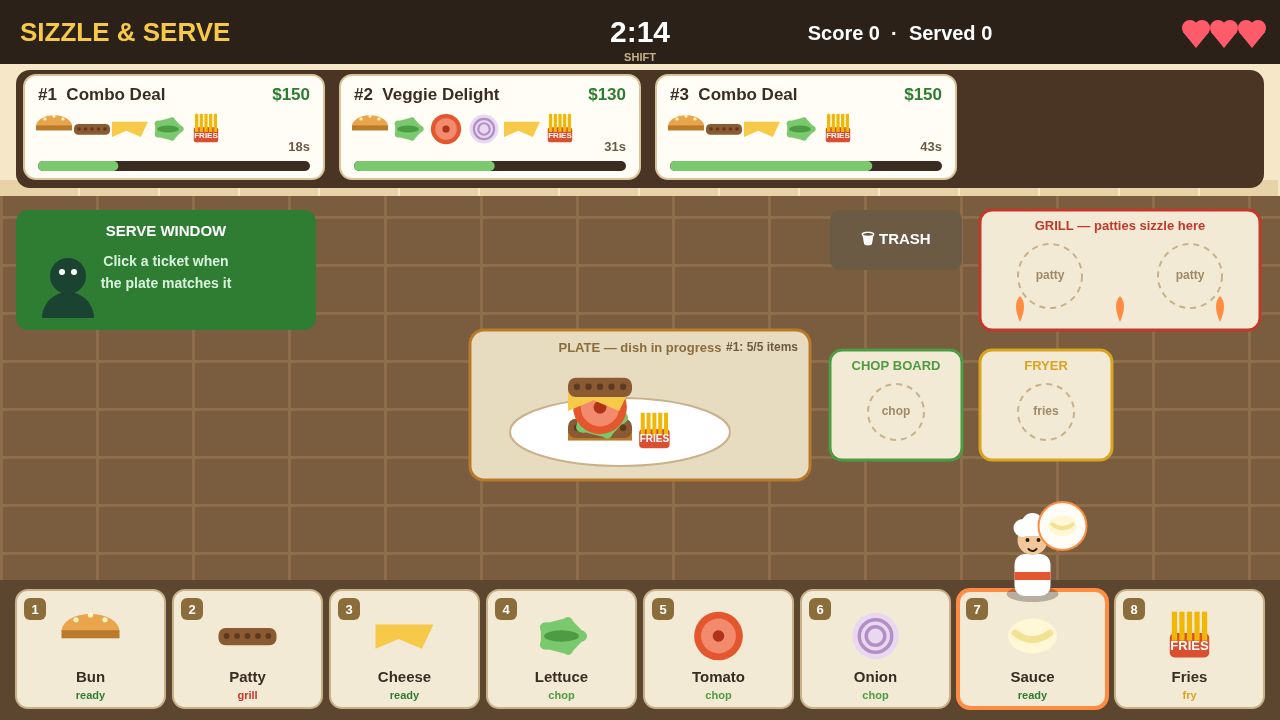 SIZZLE & SERVE
2:14
SHIFT
Score 0 · Served 0
#1 Combo Deal $150
FRIES
18s
#2 Veggie Delight $130
FRIES
31s
#3 Combo Deal $150
FRIES
43s
SERVE WINDOW
Click a ticket when
the plate matches it
TRASH
GRILL — patties sizzle here
patty
patty
PLATE — dish in progress
#1: 5/5 items
FRIES
CHOP BOARD
chop
FRYER
fries
1
Bun
ready
2
Patty
grill
3
Cheese
ready
4
Lettuce
chop
5
Tomato
chop
6
Onion
chop
7
Sauce
ready
8
FRIES
Fries
fry